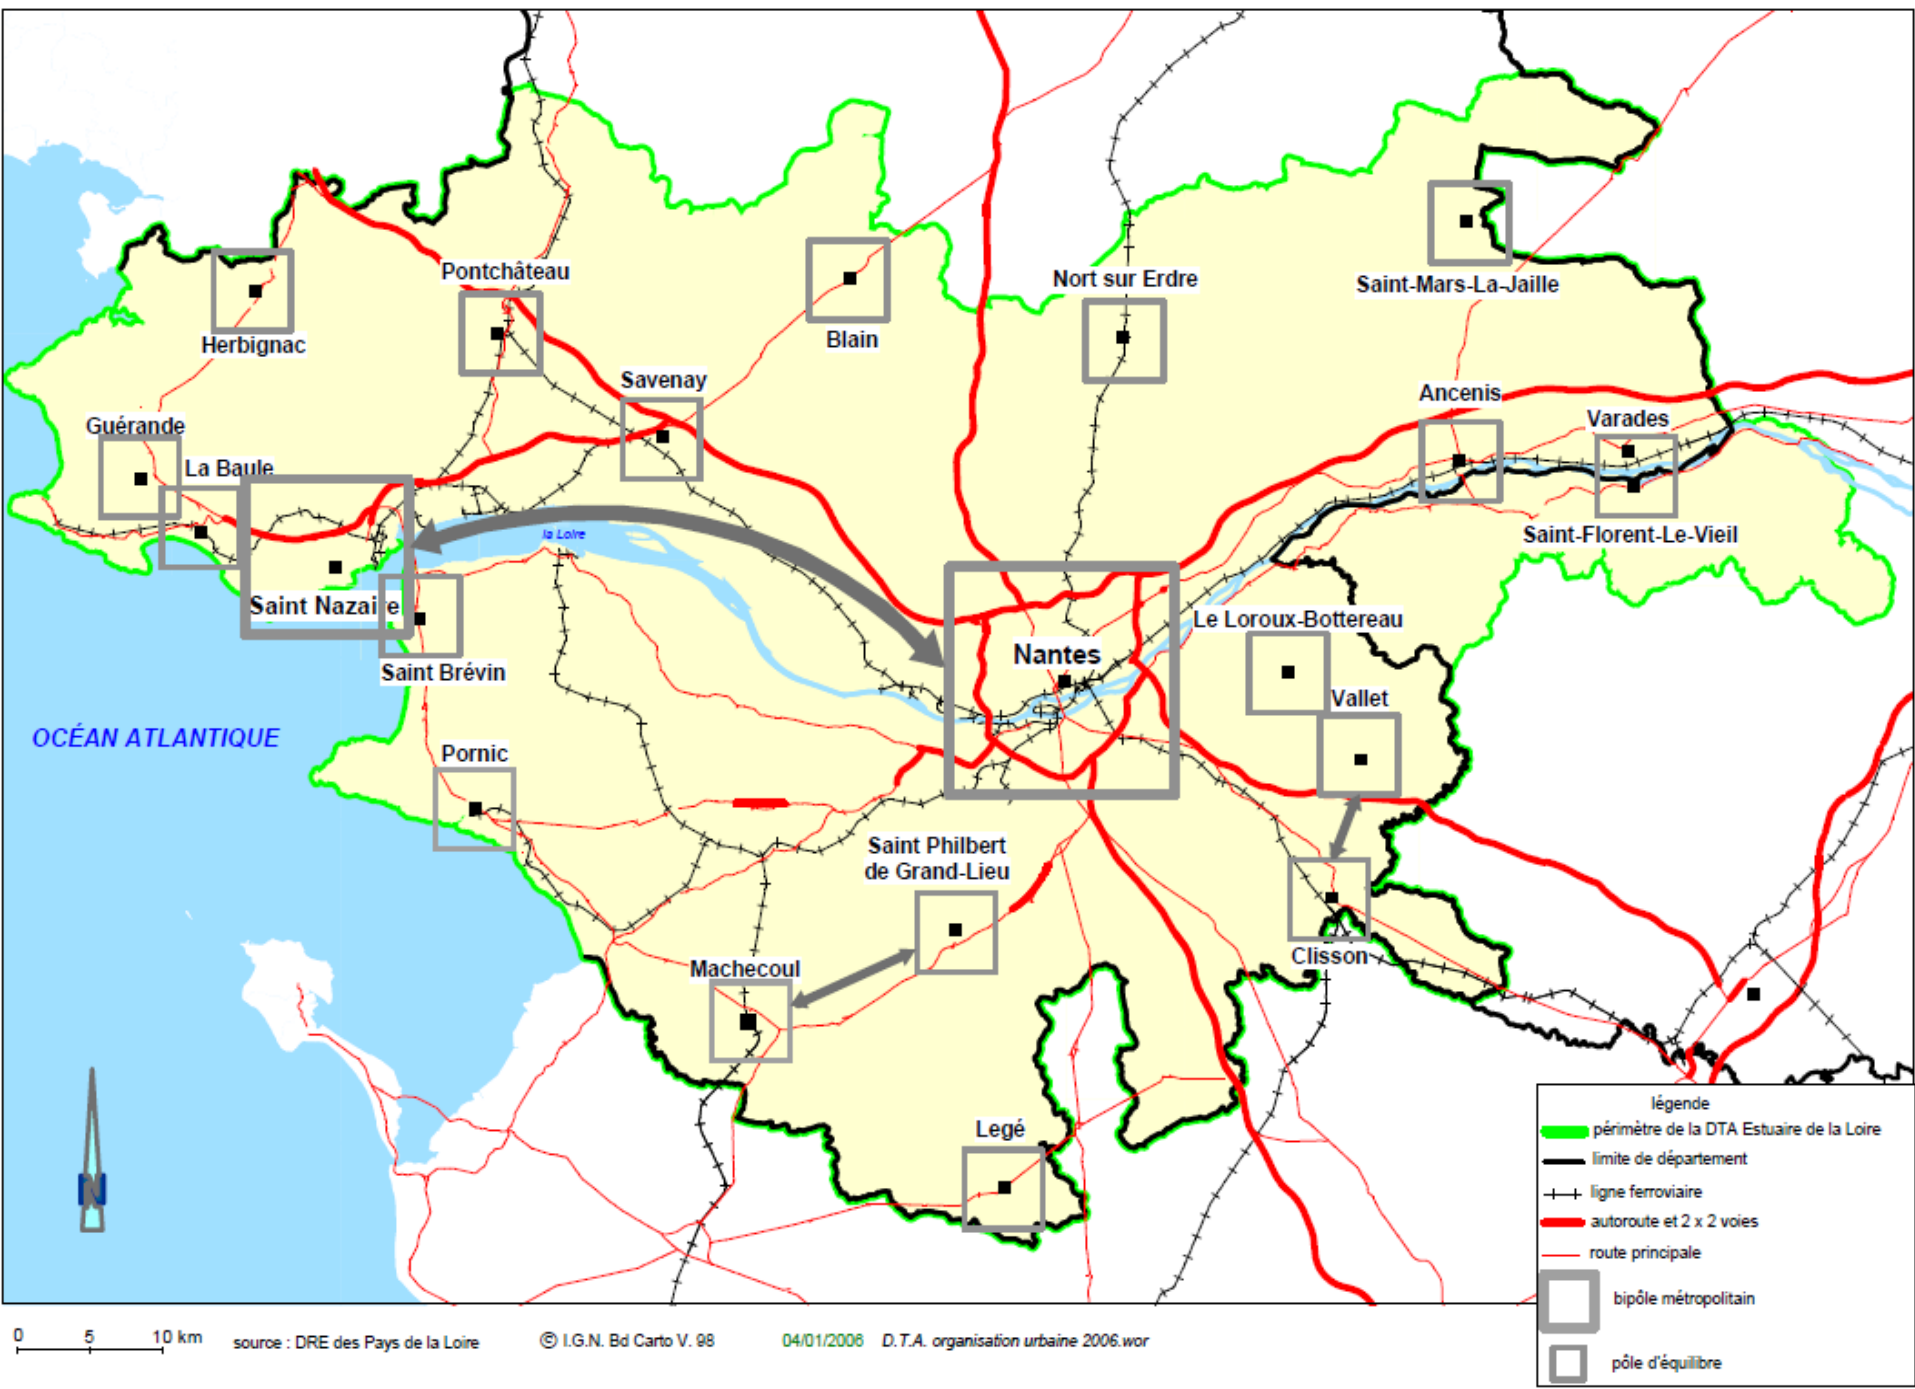 Pontchâteau
Nort sur Erdre
Saint-Mars-La-Jaille
Herbignac
Blain
Savenay
Ancenis
Varades
Guérande
La Baule
la Loire
Saint-Florent-Le-Vieil
Saint Nazaire
Le Loroux-Bottereau
Nantes
Saint Brévin
Vallet
OCÉAN ATLANTIQUE
Pornic
Saint Philbert
de Grand-Lieu
Clisson
Machecoul
Legé
N
légende
périmètre de la DTA Estuaire de la Loire
limite de département
ligne ferroviaire
autoroute et 2 x 2 voies
route principale
bipôle métropolitain
pôle d'équilibre
0 5 10 km
source : DRE des Pays de la Loire © I.G.N. Bd Carto V. 98 04/01/2006 D.T.A. organisation urbaine 2006.wor